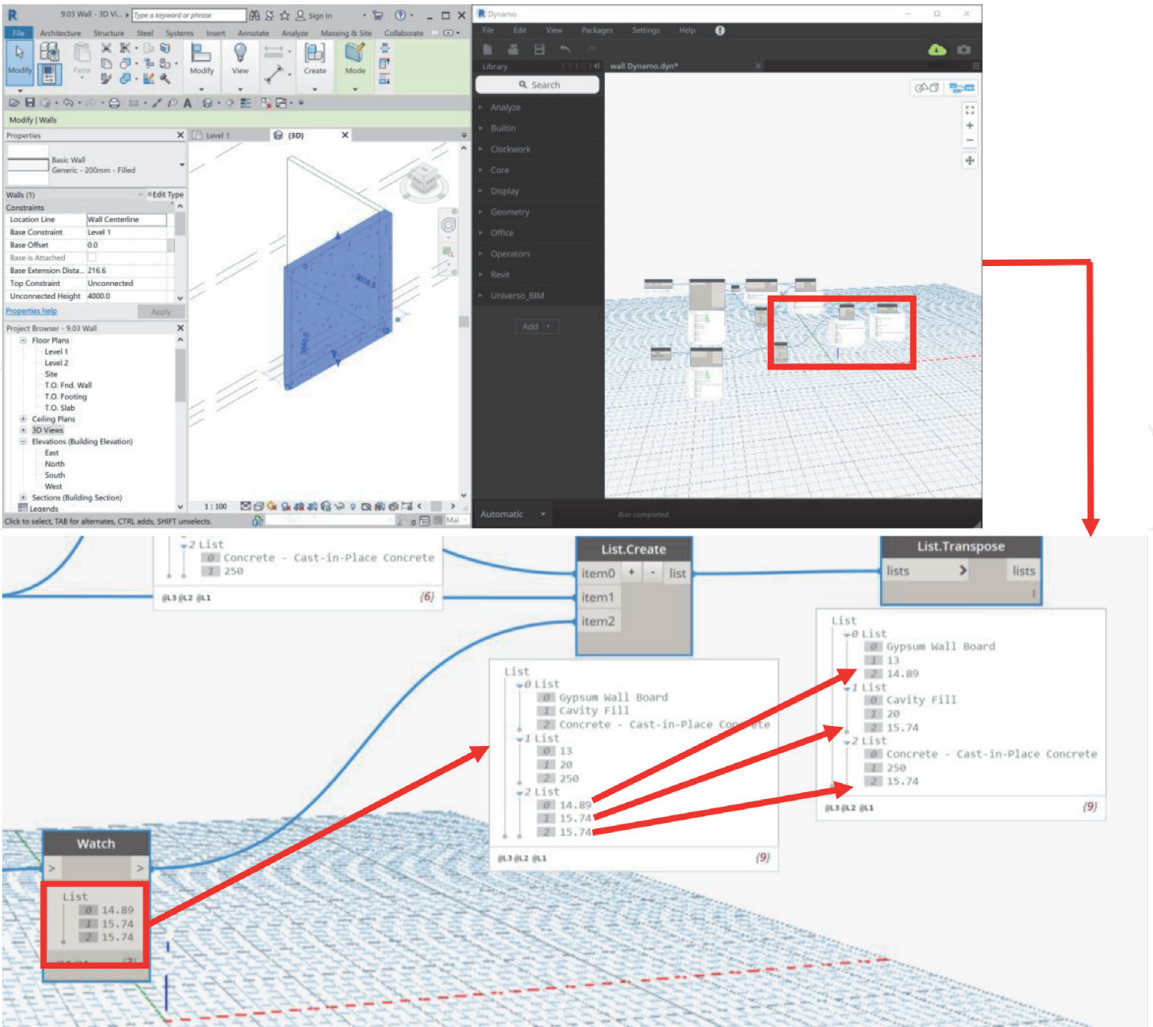 R
9.03 Wall - 3D Vi...
Type a keyword or phrase
Sign In
File Architecture Structure Steel Systems Insert Annotate Analyze Massing & Site Collaborate
Modify
Paste
Modify
View
Create
Mode
Modify | Walls
Properties
Level 1
(3D)
Basic Wall
Generic - 200mm - Filled
Walls (1)
Edit Type
Constraints
Location Line Wall Centerline
Base Constraint Level 1
Base Offset 0.0
Base is Attached
Base Extension Dista... 216.6
Top Constraint Unconnected
Unconnected Height 4000.0
Properties help
Apply
Project Browser - 9.03 Wall
Floor Plans
Level 1
Level 2
Site
T.O. Fnd. Wall
T.O. Footing
T.O. Slab
Ceiling Plans
3D Views
Elevations (Building Elevation)
East
North
South
West
Sections (Building Section)
Legends
1 : 100
Click to select, TAB for alternates, CTRL adds, SHIFT unselects.
Mai
Dynamo
File Edit View Packages Settings Help
Library
wall Dynamo.dyn*
Search
Analyze
BuiltIn
Clockwork
Core
Display
Geometry
Office
Operators
Revit
Universo_BIM
Add
Automatic
Run completed.
2 List
0 Concrete - Cast-in-Place Concrete
1 250
@L3 @L2 @L1 {6}
List.Create
item0 + - list
item1
item2
List
0 List
0 Gypsum Wall Board
1 Cavity Fill
2 Concrete - Cast-in-Place Concrete
1 List
0 13
1 20
2 250
2 List
0 14.89
1 15.74
2 15.74
@L3 @L2 @L1 {9}
List.Transpose
lists > lists
List
0 List
0 Gypsum Wall Board
1 13
2 14.89
1 List
0 Cavity Fill
1 20
2 15.74
2 List
0 Concrete - Cast-in-Place Concrete
1 250
2 15.74
@L3 @L2 @L1 {9}
Watch
> >
List
0 14.89
1 15.74
2 15.74